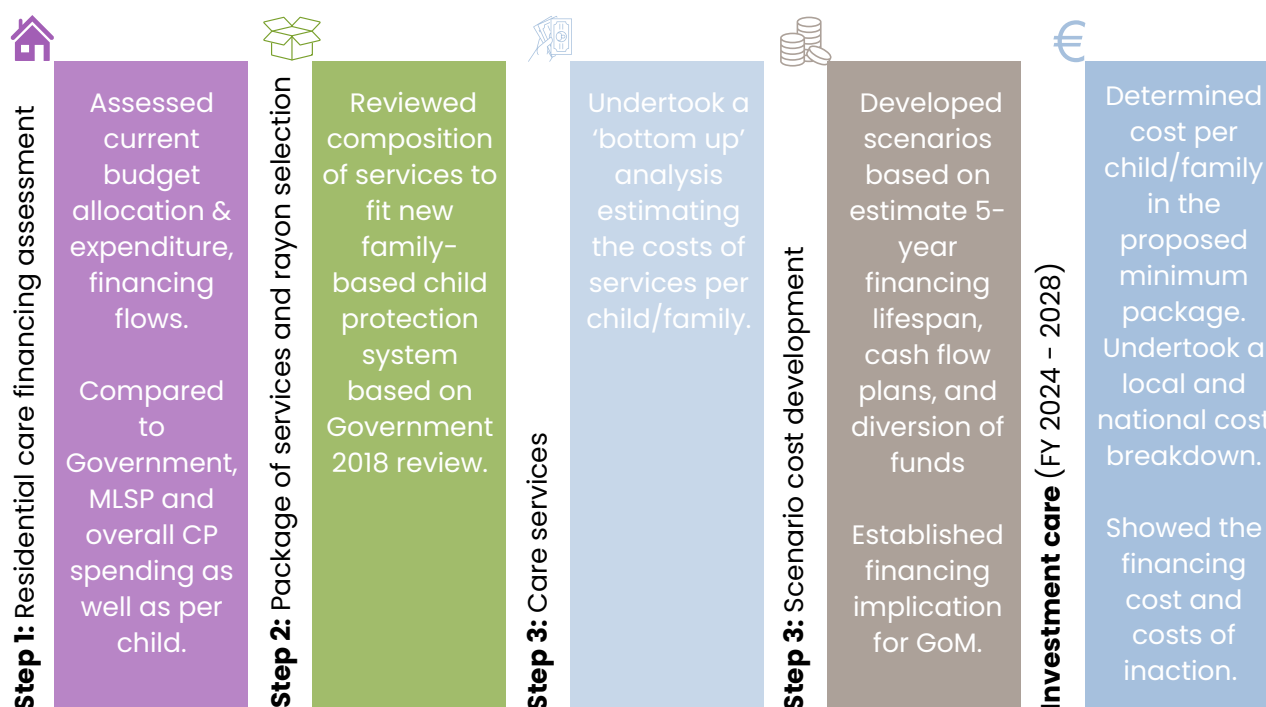 Step 1: Residential care financing assessment
Assessed
current
budget
allocation &
expenditure,
financing
flows.
Compared
to
Government,
MLSP and
overall CP
spending as
well as per
child.
Step 2: Package of services and rayon selection
Reviewed
composition
of services to
fit new
family-
based child
protection
system
based on
Government
2018 review.
Step 3: Care services
Undertook a
‘bottom up’
analysis
estimating
the costs of
services per
child/family.
Step 3: Scenario cost development
Developed
scenarios
based on
estimate 5-
year
financing
lifespan,
cash flow
plans, and
diversion of
funds
Established
financing
implication
for GoM.
Investment care (FY 2024 - 2028)
€
Determined
cost per
child/family
in the
proposed
minimum
package.
Undertook a
local and
national cost
breakdown.
Showed the
financing
cost and
costs of
inaction.